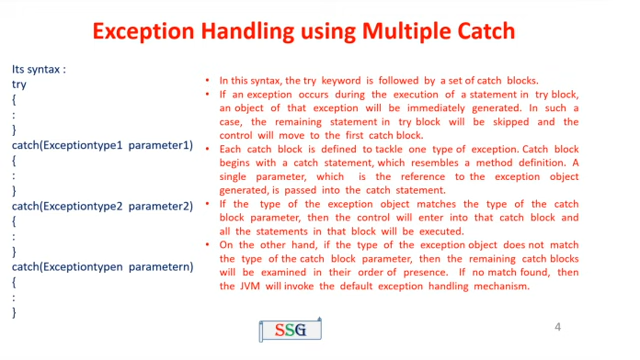 Exception Handling using Multiple Catch
Its syntax :
try
{
:
}
catch(Exceptiontype1 parameter1)
{
:
}
catch(Exceptiontype2 parameter2)
{
:
}
catch(Exceptiontypen parametern)
{
:
}
• In this syntax, the try keyword is followed by a set of catch blocks.
• If an exception occurs during the execution of a statement in try block,
an object of that exception will be immediately generated. In such a
case, the remaining statement in try block will be skipped and the
control will move to the first catch block.
• Each catch block is defined to tackle one type of exception. Catch block
begins with a catch statement, which resembles a method definition. A
single parameter, which is the reference to the exception object
generated, is passed into the catch statement.
• If the type of the exception object matches the type of the catch
block parameter, then the control will enter into that catch block and
all the statements in that block will be executed.
• On the other hand, if the type of the exception object does not match
the type of the catch block parameter, then the remaining catch blocks
will be examined in their order of presence. If no match found, then
the JVM will invoke the default exception handling mechanism.
SSG
4